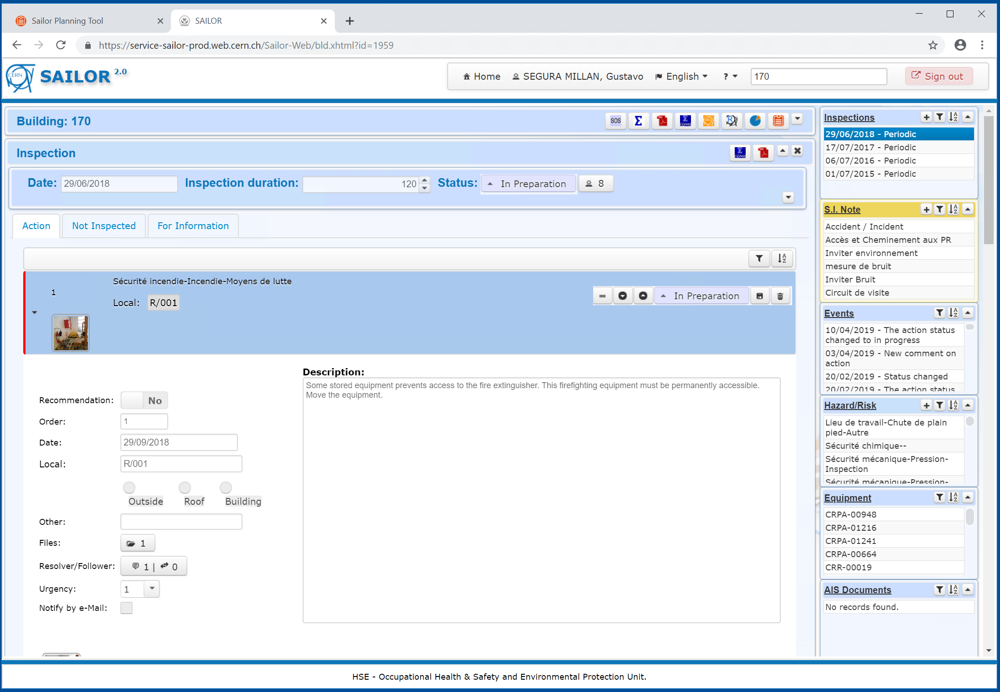 Sailor Planning Tool
SAILOR
https://service-sailor-prod.web.cern.ch/Sailor-Web/bld.xhtml?id=1959
CERN
SAILOR 2.0
Home
SEGURA MILLAN, Gustavo
English
?
170
Sign out
Building: 170
SOS
Σ
Σ
EDMS
Inspection
Σ
EDMS
Date: 29/06/2018 Inspection duration: 120 Status: In Preparation 8
Action
Not Inspected
For Information
1
Sécurité incendie-Incendie-Moyens de lutte
Local: R/001
In Preparation
Description:
Some stored equipment prevents access to the fire extinguisher. This firefighting equipment must be permanently accessible.
Move the equipment.
Recommendation: No
Order: 1
Date: 29/09/2018
Local: R/001
Outside Roof Building
Other:
Files: 1
Resolver/Follower: 1 | 0
Urgency: 1
Notify by e-Mail:
Inspections
29/06/2018 - Periodic
17/07/2017 - Periodic
06/07/2016 - Periodic
01/07/2015 - Periodic
S.I. Note
Accident / Incident
Accès et Cheminement aux PR
Inviter environnement
mesure de bruit
Inviter Bruit
Circuit de visite
Events
10/04/2019 - The action status
changed to in progress
03/04/2019 - New comment on
action
20/02/2019 - Status changed
20/02/2019 - The action status
Hazard/Risk
Lieu de travail-Chute de plain
pied-Autre
Sécurité chimique--
Sécurité mécanique-Pression-
Inspection
Sécurité mécanique-Pression-
Equipment
CRPA-00948
CRPA-01216
CRPA-01241
CRPA-00664
CRR-00019
AIS Documents
No records found.
HSE - Occupational Health & Safety and Environmental Protection Unit.